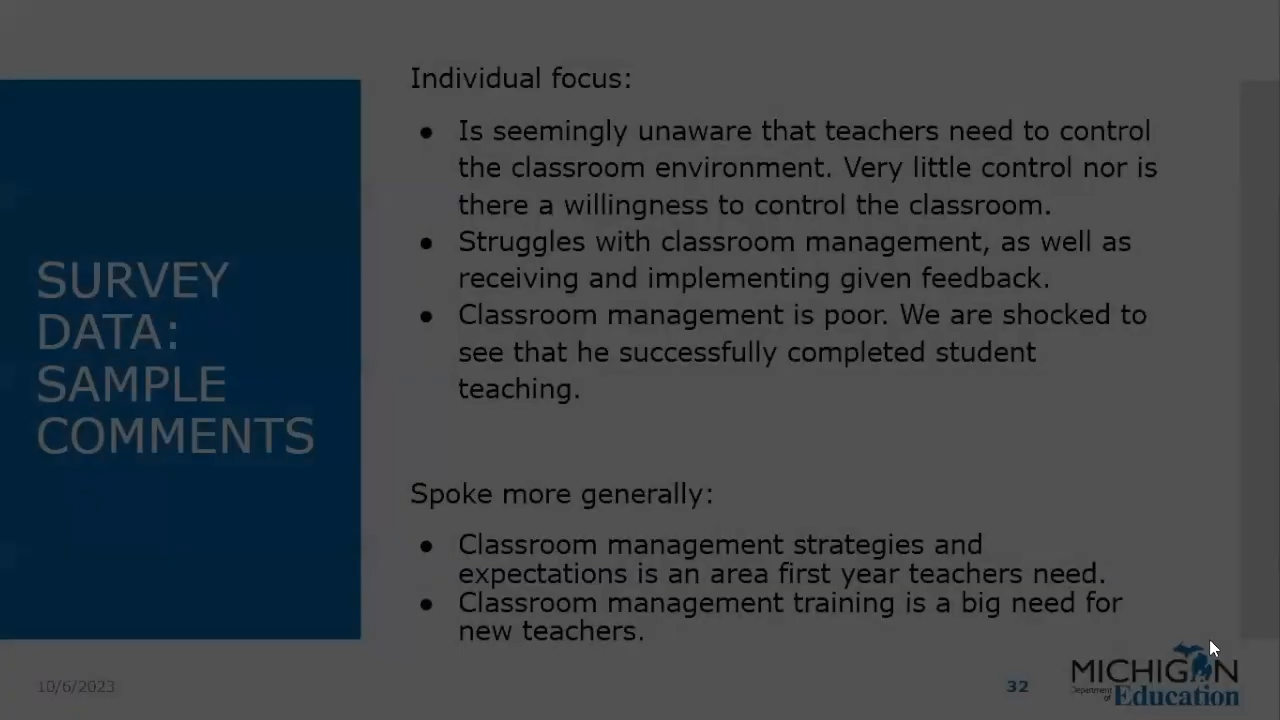 SURVEY
DATA:
SAMPLE
COMMENTS
Individual focus:
● Is seemingly unaware that teachers need to control
the classroom environment. Very little control nor is
there a willingness to control the classroom.
● Struggles with classroom management, as well as
receiving and implementing given feedback.
● Classroom management is poor. We are shocked to
see that he successfully completed student
teaching.
Spoke more generally:
● Classroom management strategies and
expectations is an area first year teachers need.
● Classroom management training is a big need for
new teachers.
10/6/2023
32
MICHIGAN
Department
of Education